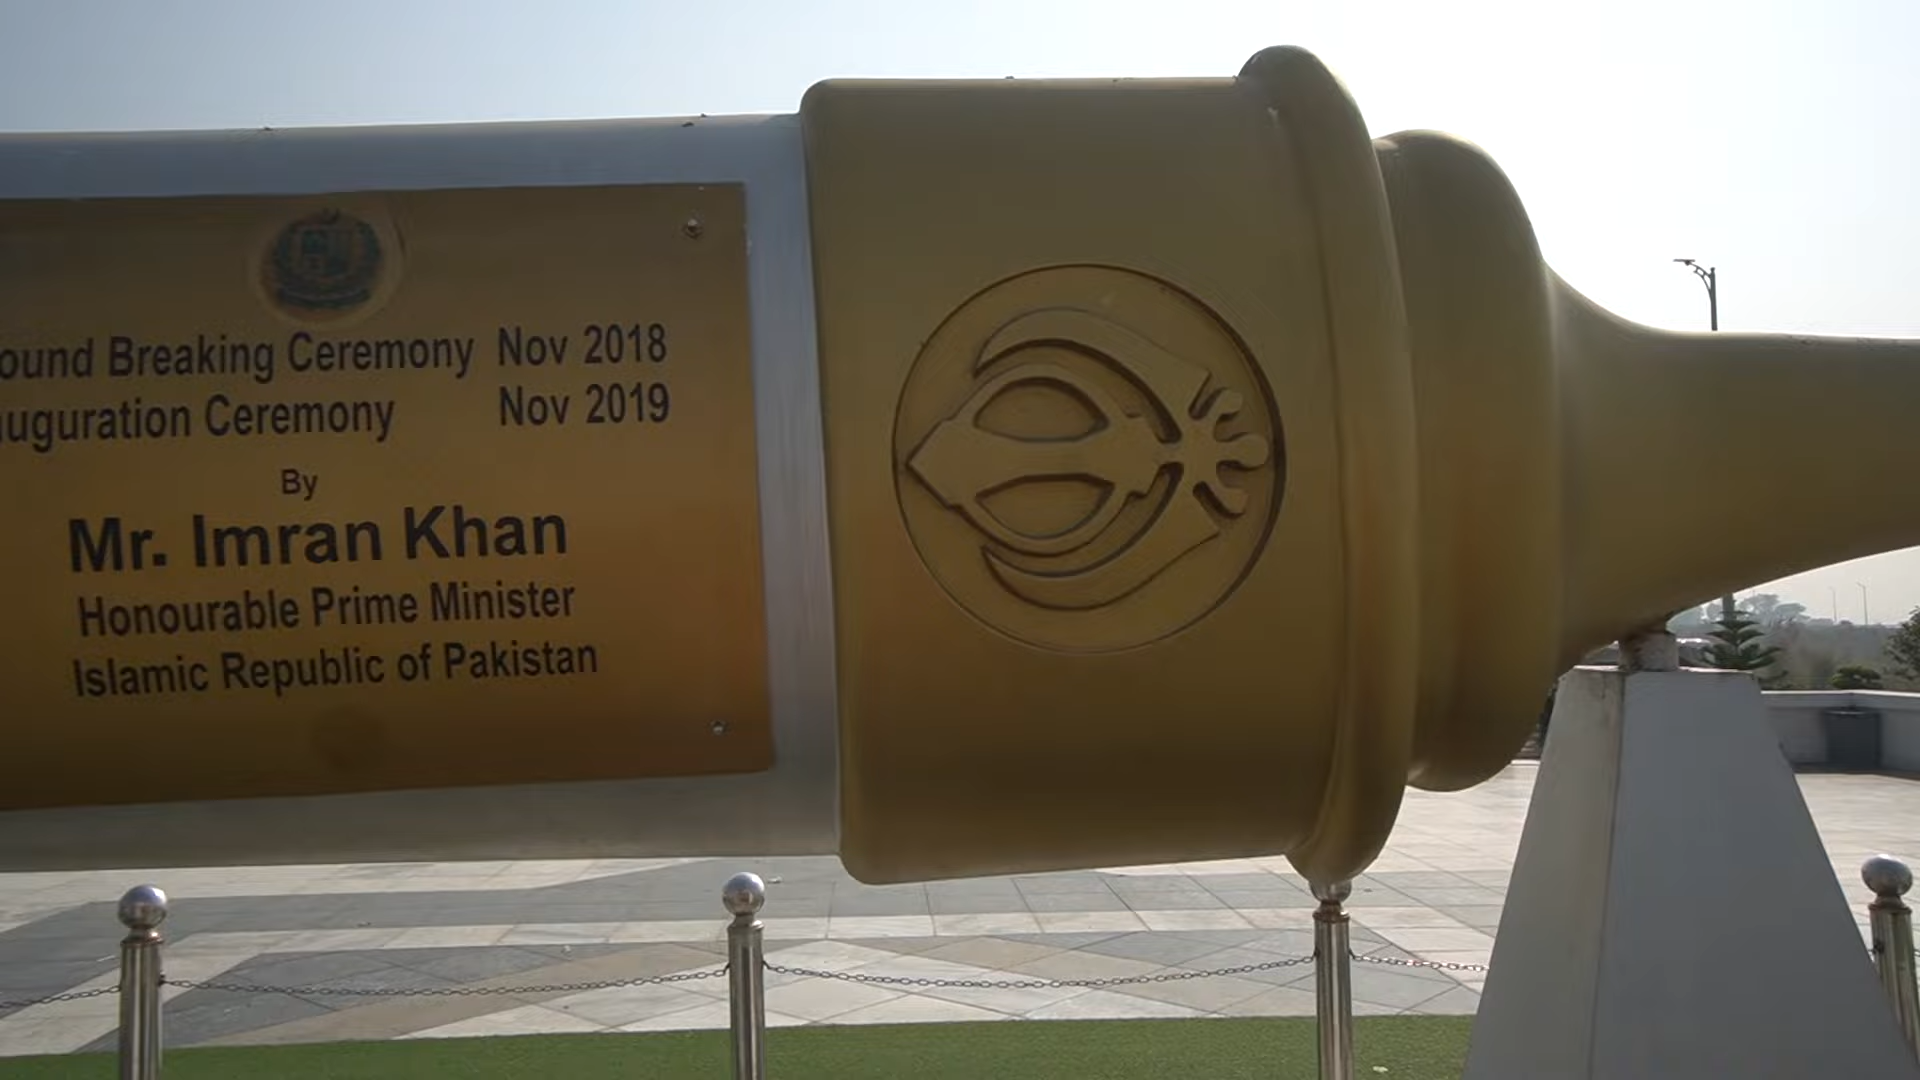 ound Breaking Ceremony Nov 2018
uguration Ceremony Nov 2019
By
Mr. Imran Khan
Honourable Prime Minister
Islamic Republic of Pakistan